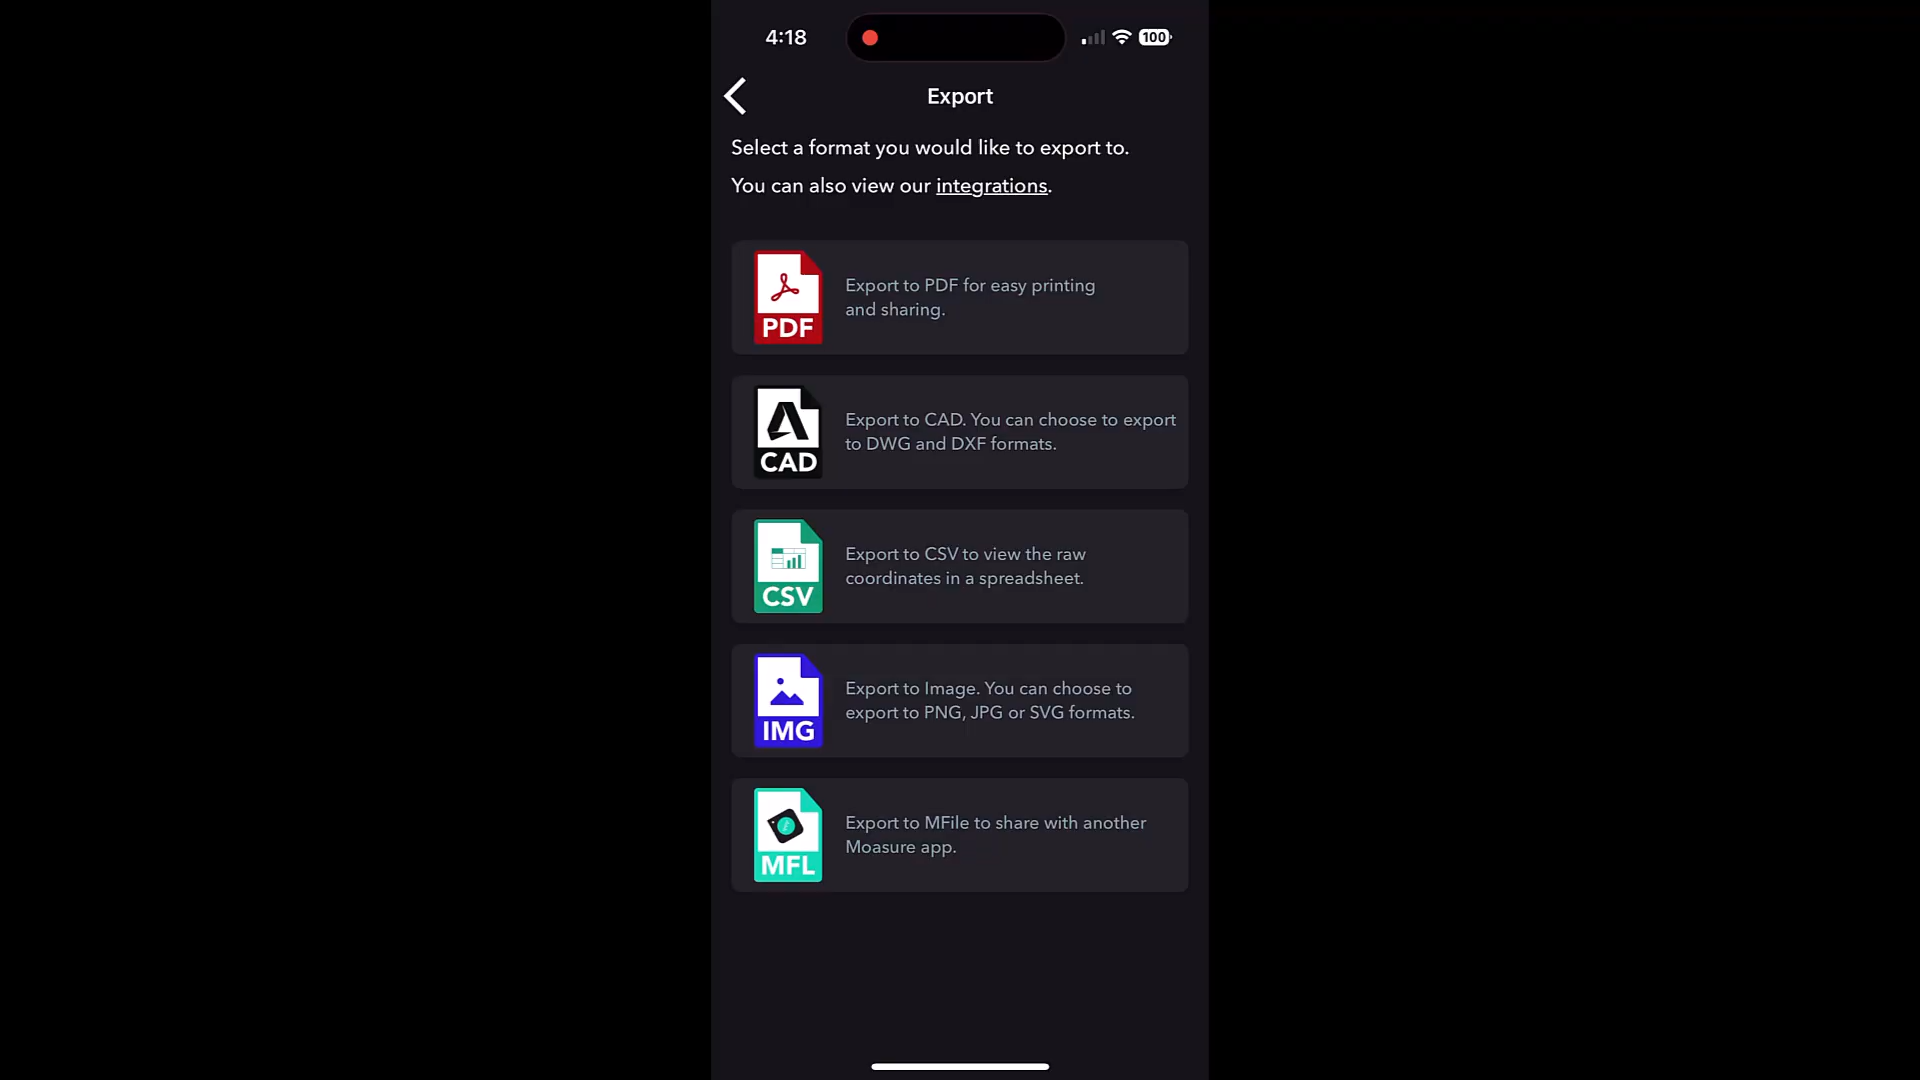 4:18
100
Export
Select a format you would like to export to.
You can also view our integrations.
PDF
Export to PDF for easy printing
and sharing.
CAD
Export to CAD. You can choose to export
to DWG and DXF formats.
CSV
Export to CSV to view the raw
coordinates in a spreadsheet.
IMG
Export to Image. You can choose to
export to PNG, JPG or SVG formats.
MFL
Export to MFile to share with another
Moasure app.